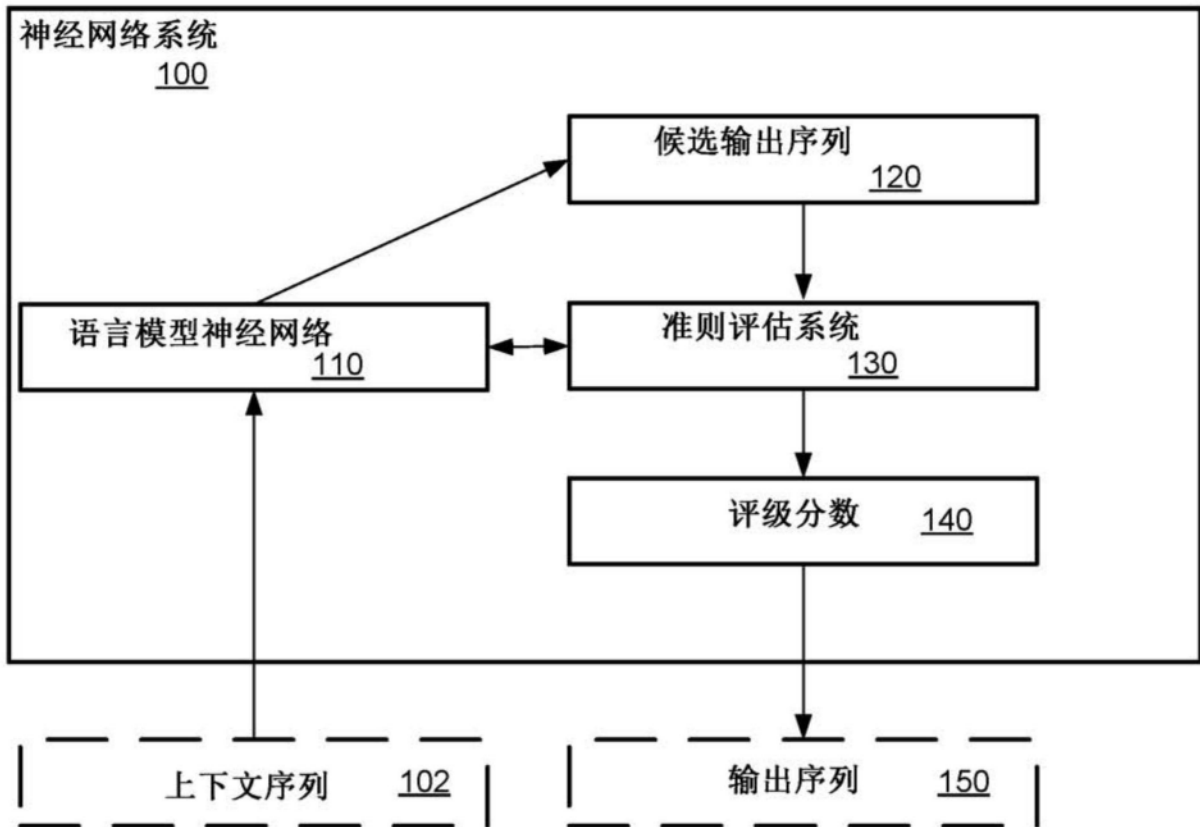 神经网络系统
100
候选输出序列
120
语言模型神经网络
110
准则评估系统
130
评级分数 140
上下文序列 102
输出序列 150